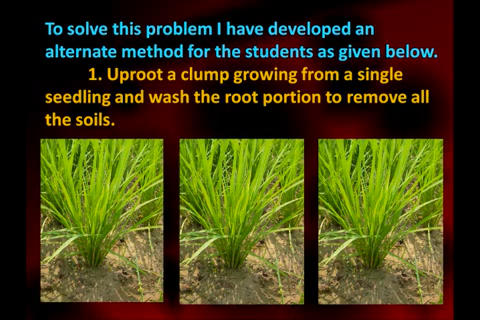 To solve this problem I have developed an
alternate method for the students as given below.
1. Uproot a clump growing from a single
seedling and wash the root portion to remove all
the soils.